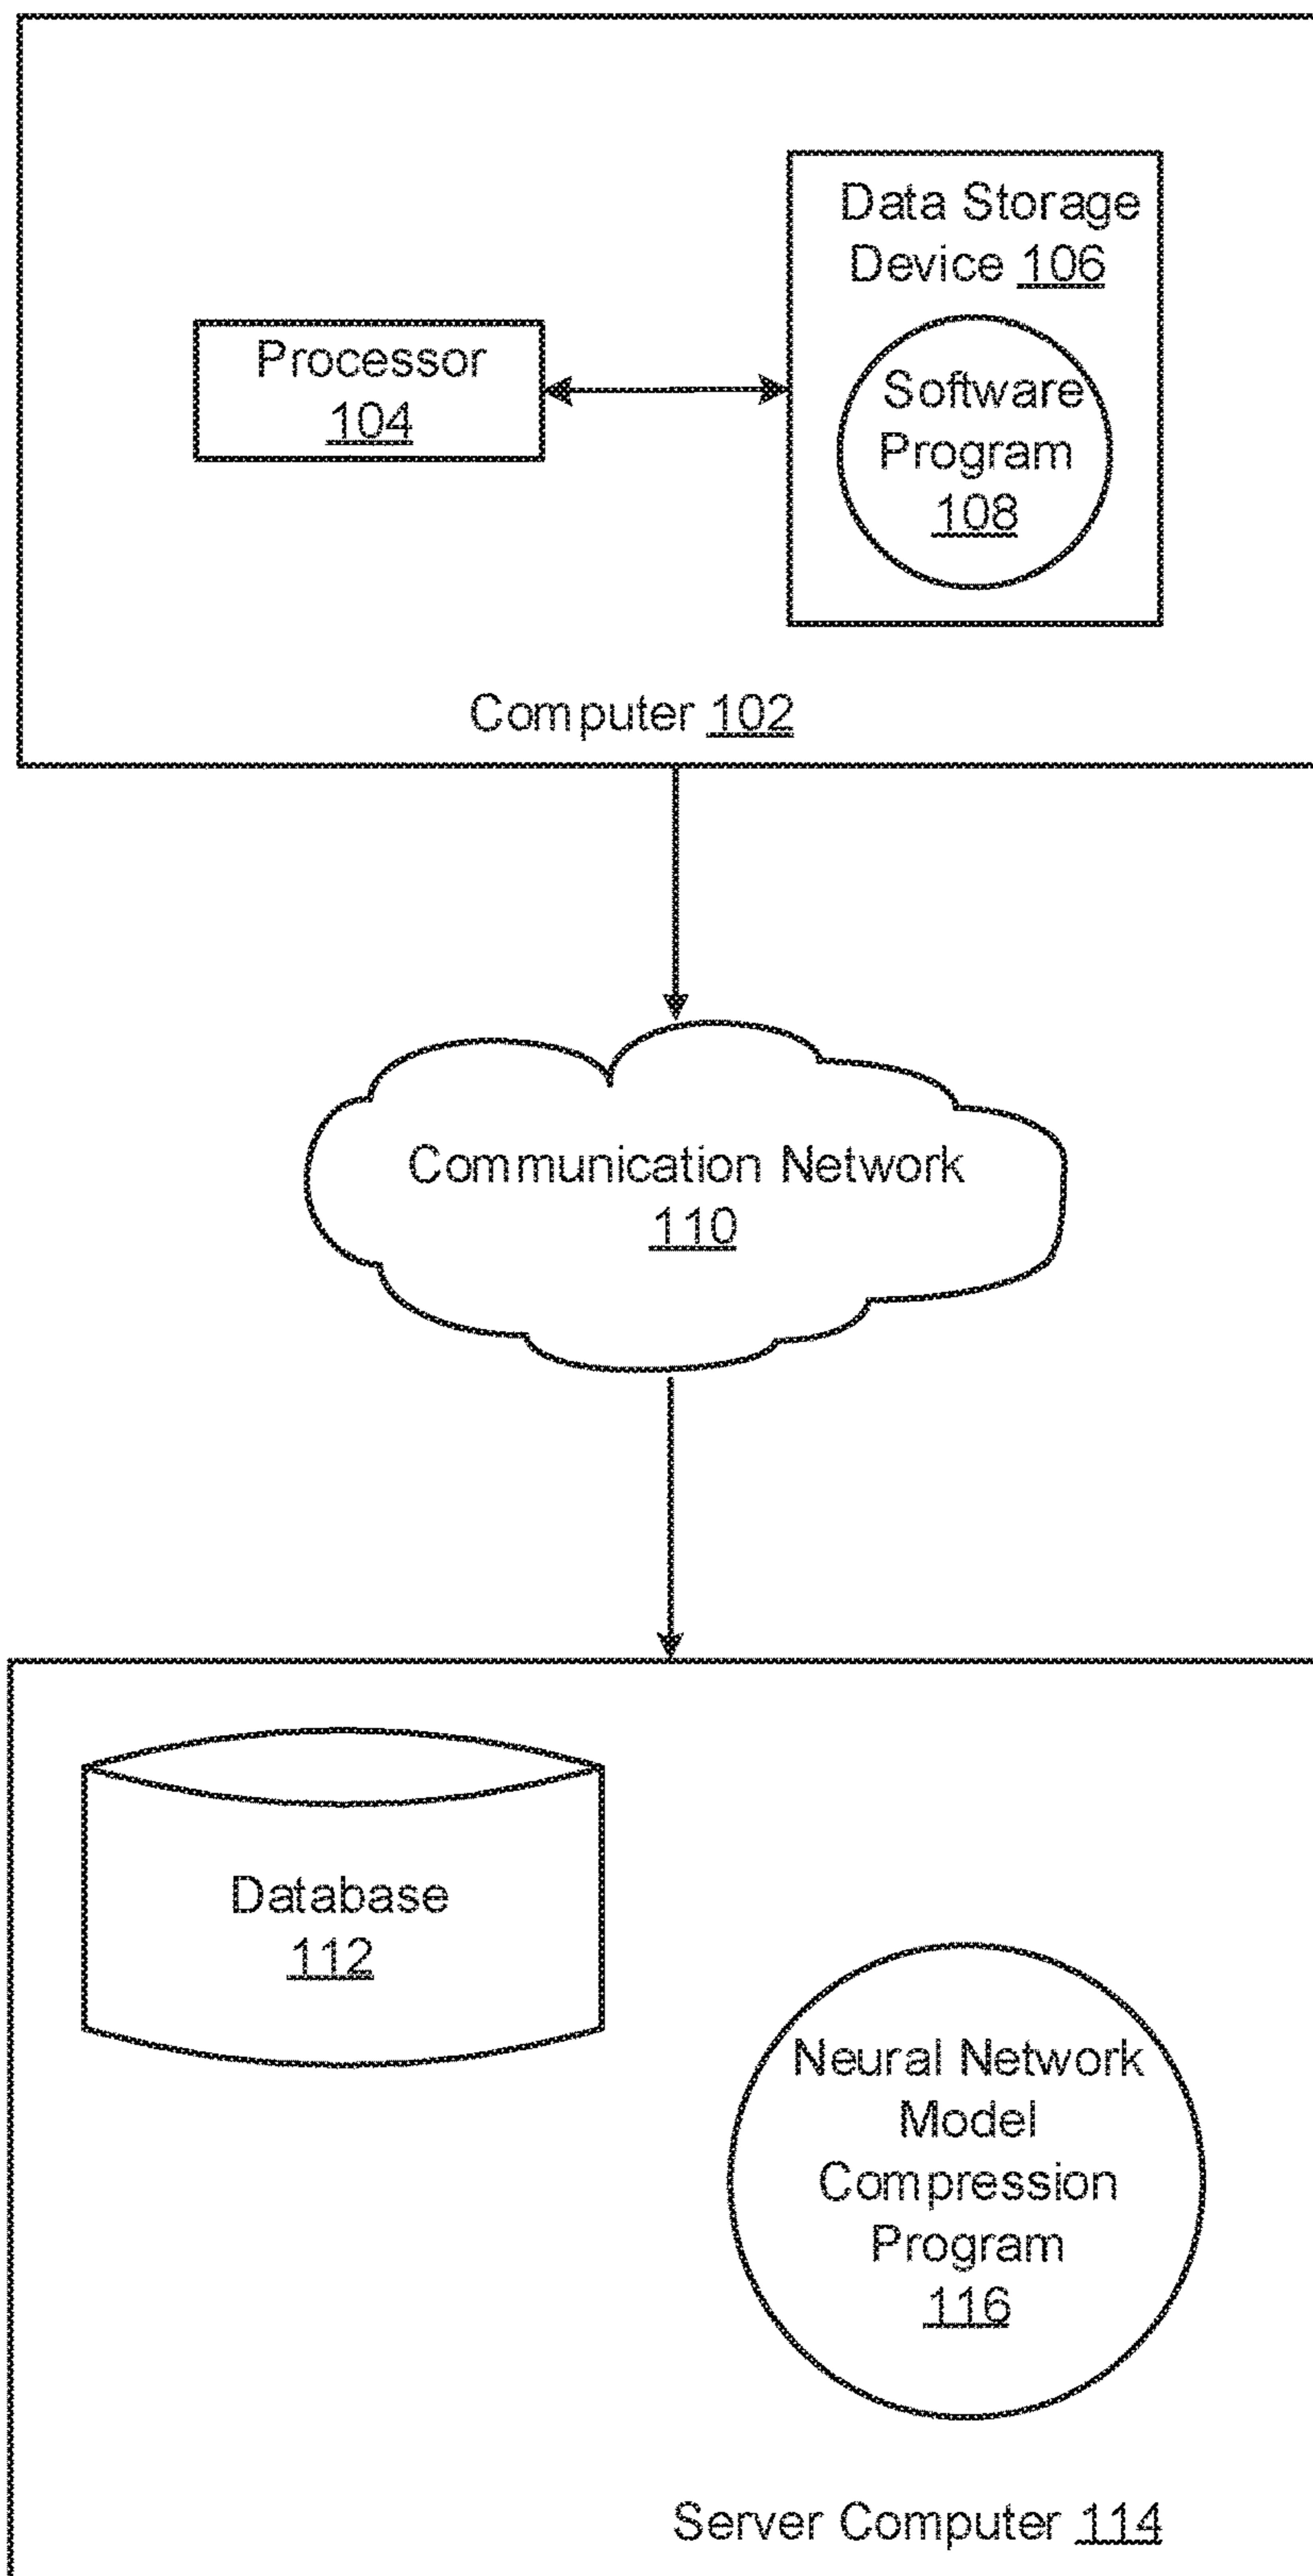 Data Storage
Device 106
Processor
104
Software
Program
108
Computer 102
Communication Network
110
Database
112
Neural Network
Model
Compression
Program
116
Server Computer 114